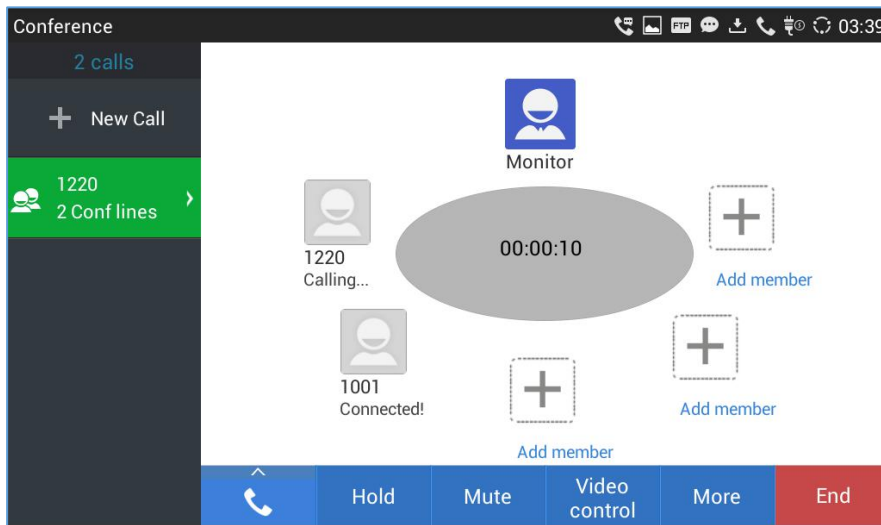 Conference
FTP
03:39
2 calls
New Call
1220
2 Conf lines
Monitor
1220
Calling...
00:00:10
Add member
1001
Connected!
Add member
Add member
Hold
Mute
Video
control
More
End